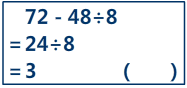 72 - 48÷8
=24÷8
=3 ( )